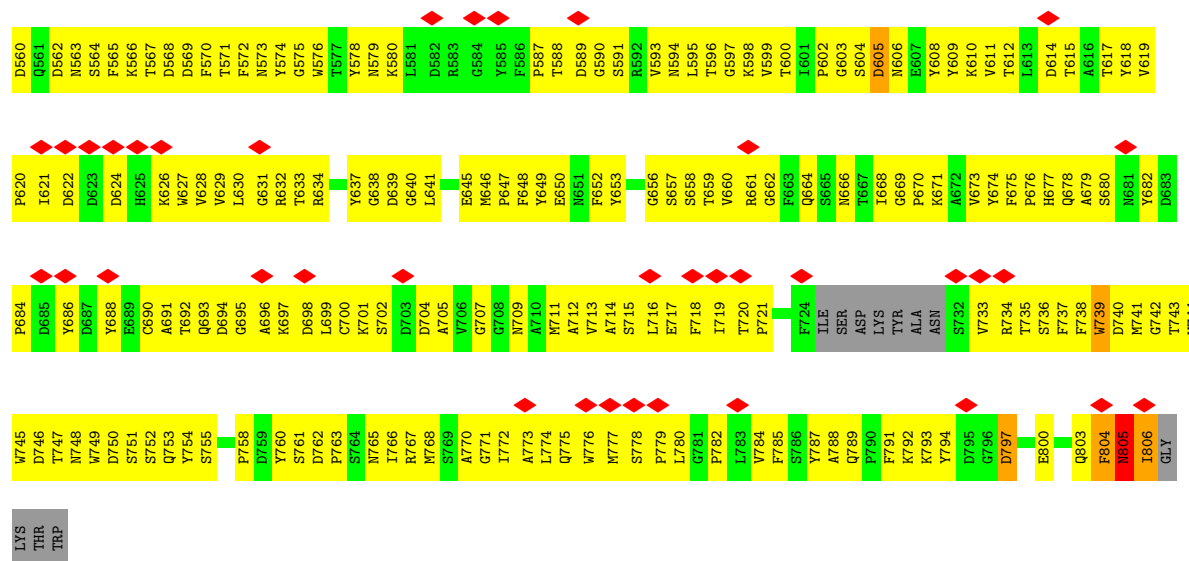 D560 Q561 D562 N563 S564 F565 K566 T567 D568 D569 F570 T571 F572 N573 Y574 G575 W576 T577 Y578 N579 K580 L581 D582 R583 G584 Y585 F586 P587 T588 D589 G590 S591 R592 V593 N594 L595 T596 G597 K598 V599 T600 I601 P602 G603 S604 D605 N606 E607 Y608 Y609 K610 V611 T612 L613 D614 T615 A616 T617 Y618 V619
P620 I621 D622 D623 D624 H625 K626 W627 V628 V629 L630 G631 R632 T633 R634 Y637 G638 D639 G640 L641 E645 M646 P647 F648 Y649 E650 N651 F652 Y653 G656 S657 S658 T659 V660 R661 G662 F663 Q664 S665 N666 T667 I668 G669 P670 K671 A672 V673 Y674 F675 P676 H677 Q678 A679 S680 N681 Y682 D683
P684 D685 Y686 D687 Y688 E689 C690 A691 T692 Q693 D694 G695 A696 K697 D698 L699 C700 K701 S702 D703 D704 A705 V706 G707 G708 N709 A710 M711 A712 V713 A714 S715 L716 E717 F718 I719 T720 P721 F724 ILE SER ASP LYS TYR ALA ASN S732 V733 R734 T735 S736 F737 F738 W739 D740 M741 G742 T743
W745 D746 T747 N748 W749 D750 S751 S752 Q753 Y754 S755 P758 D759 Y760 S761 D762 P763 S764 N765 I766 R767 M768 S769 A770 G771 I772 A773 L774 Q775 W776 M777 S778 P779 L780 G781 P782 L783 V784 F785 S786 Y787 A788 Q789 P790 F791 K792 K793 Y794 D795 G796 D797 E800 Q803 F804 N805 I806 GLY
LYS THR TRP